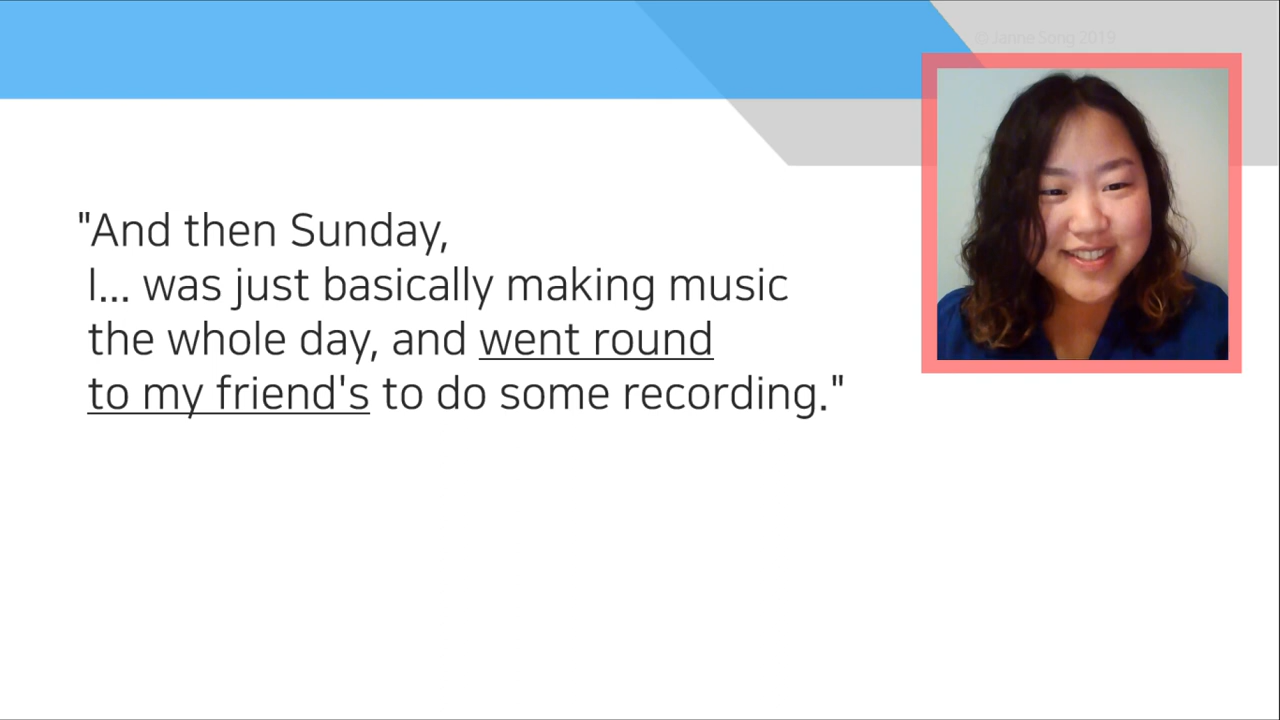 © Janne Song 2019
"And then Sunday,
I... was just basically making music
the whole day, and went round
to my friend's to do some recording."